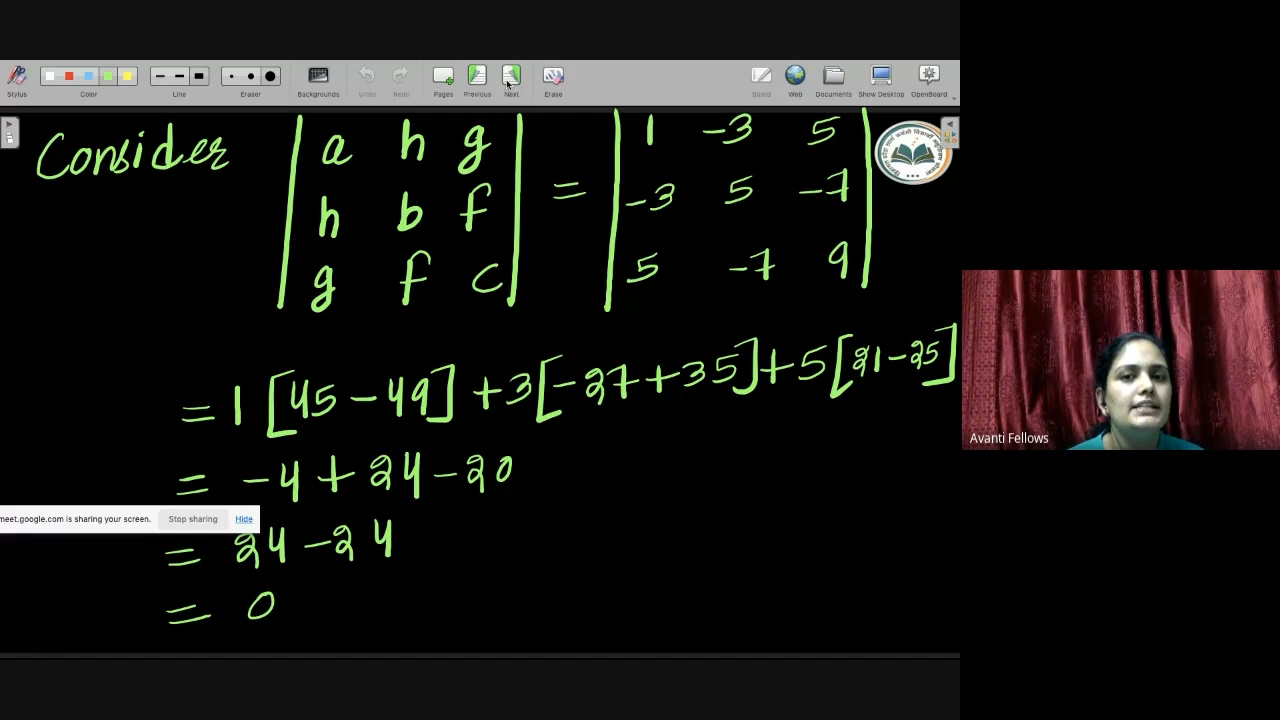 Stylus Color Line Eraser Backgrounds Undo Redo Pages Previous Next Erase Board Web Documents Show Desktop OpenBoard
Consider | a h g | = | 1 -3 5 |
| h b f | | -3 5 -7 |
| g f c | | 5 -7 9 |
= 1 [45 - 49] + 3[-27 + 35] + 5[21 - 25]
= -4 + 24 - 20
meet.google.com is sharing your screen. Stop sharing Hide
= 24 - 24
= 0
Avanti Fellows